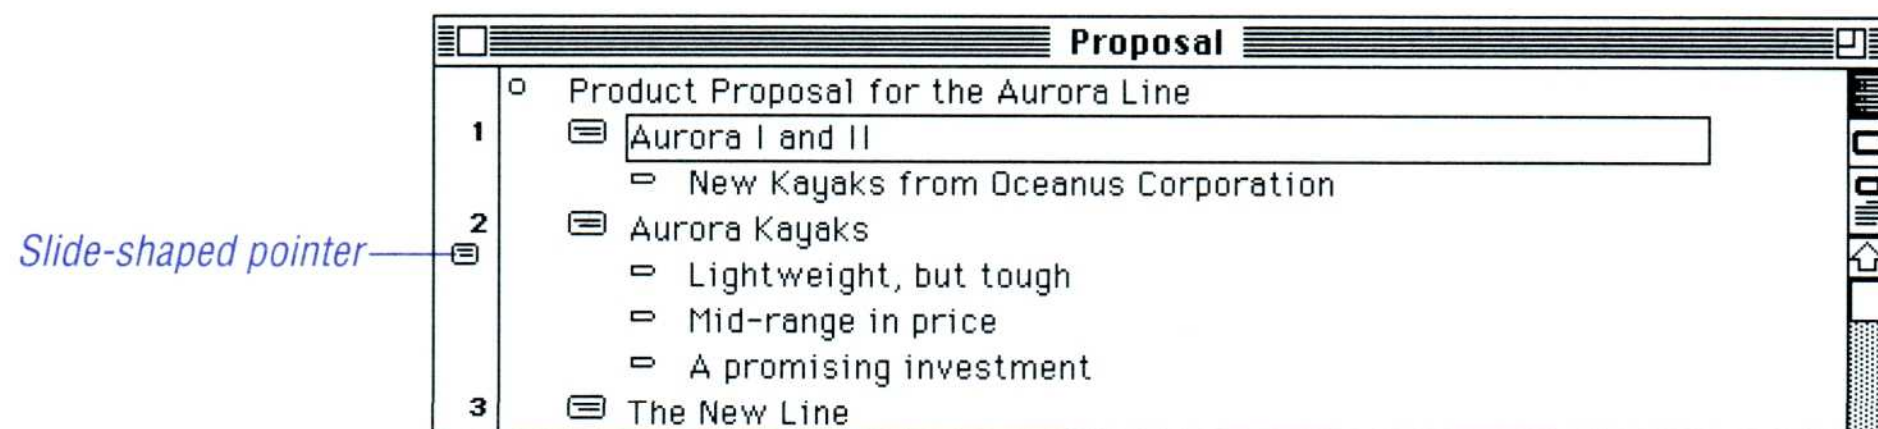 Proposal
Product Proposal for the Aurora Line
1 Aurora I and II
New Kayaks from Oceanus Corporation
2 Aurora Kayaks
Slide-shaped pointer
Lightweight, but tough
Mid-range in price
A promising investment
3 The New Line